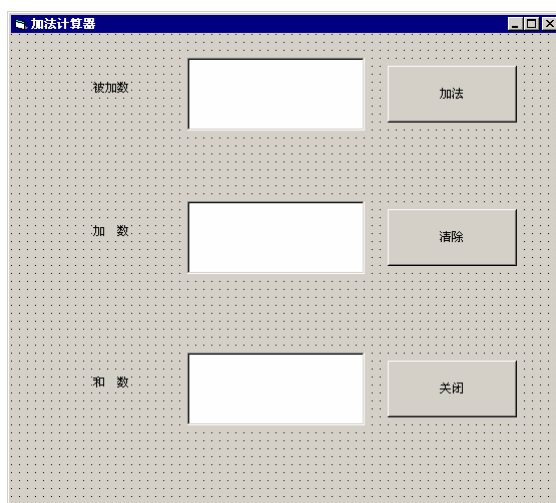 加法计算器
被加数
加法
加 数
清除
和 数
关闭